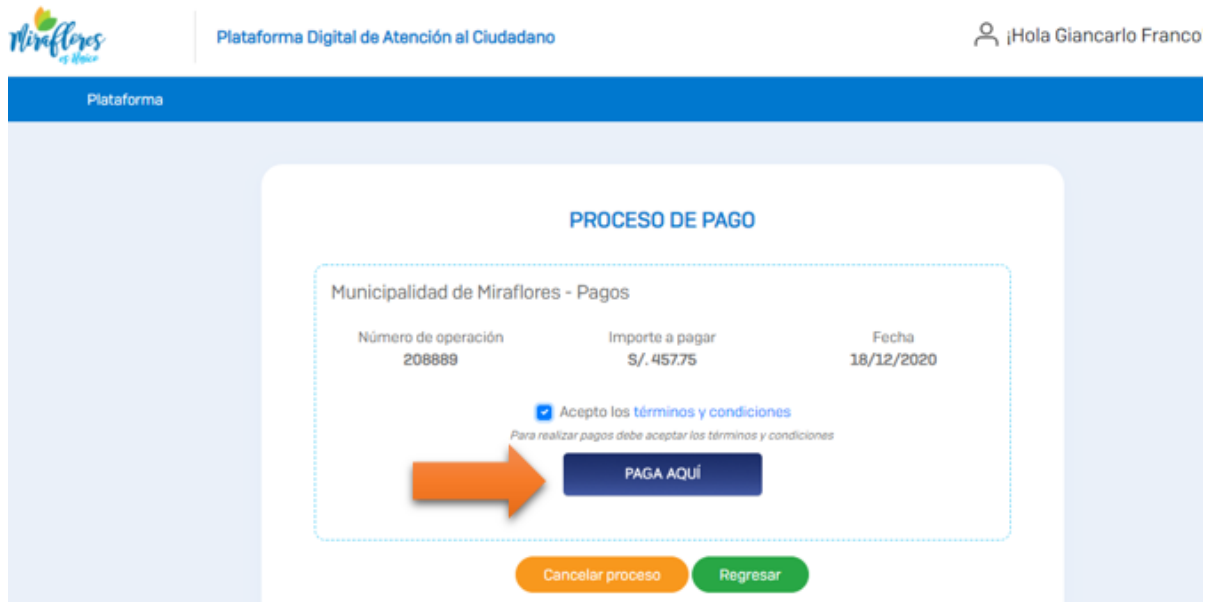 Miraflores
es Único
Plataforma Digital de Atención al Ciudadano
¡Hola Giancarlo Franco
Plataforma
PROCESO DE PAGO
Municipalidad de Miraflores - Pagos
Número de operación Importe a pagar Fecha
208889 S/. 457.75 18/12/2020
Acepto los términos y condiciones
Para realizar pagos debe aceptar los términos y condiciones
PAGA AQUÍ
Cancelar proceso Regresar